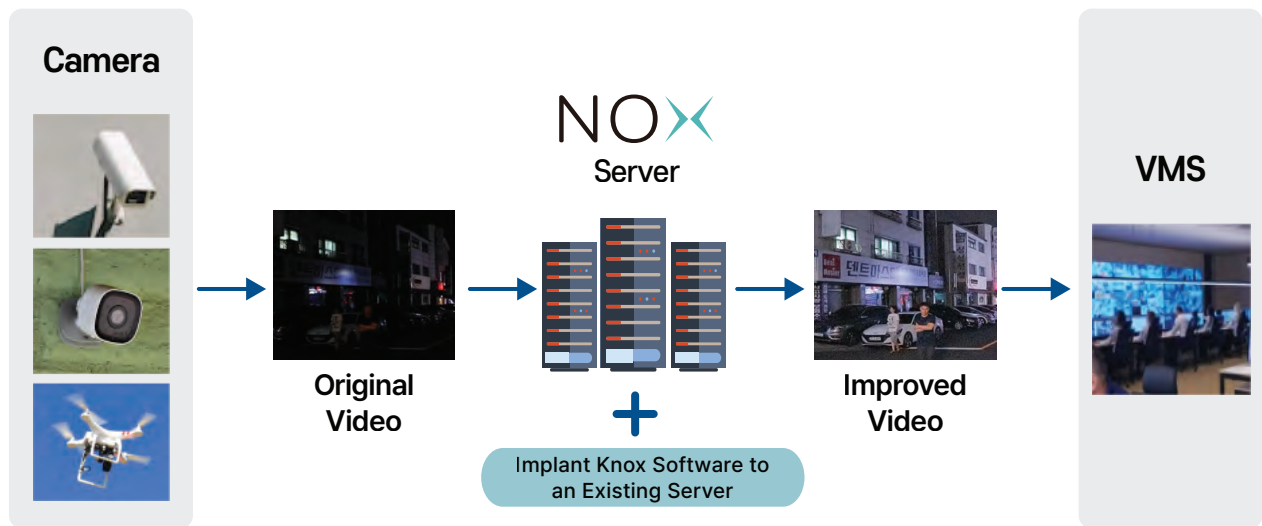 Camera
NOX
Server
VMS
Original
Video
Improved
Video
Implant Knox Software to
an Existing Server